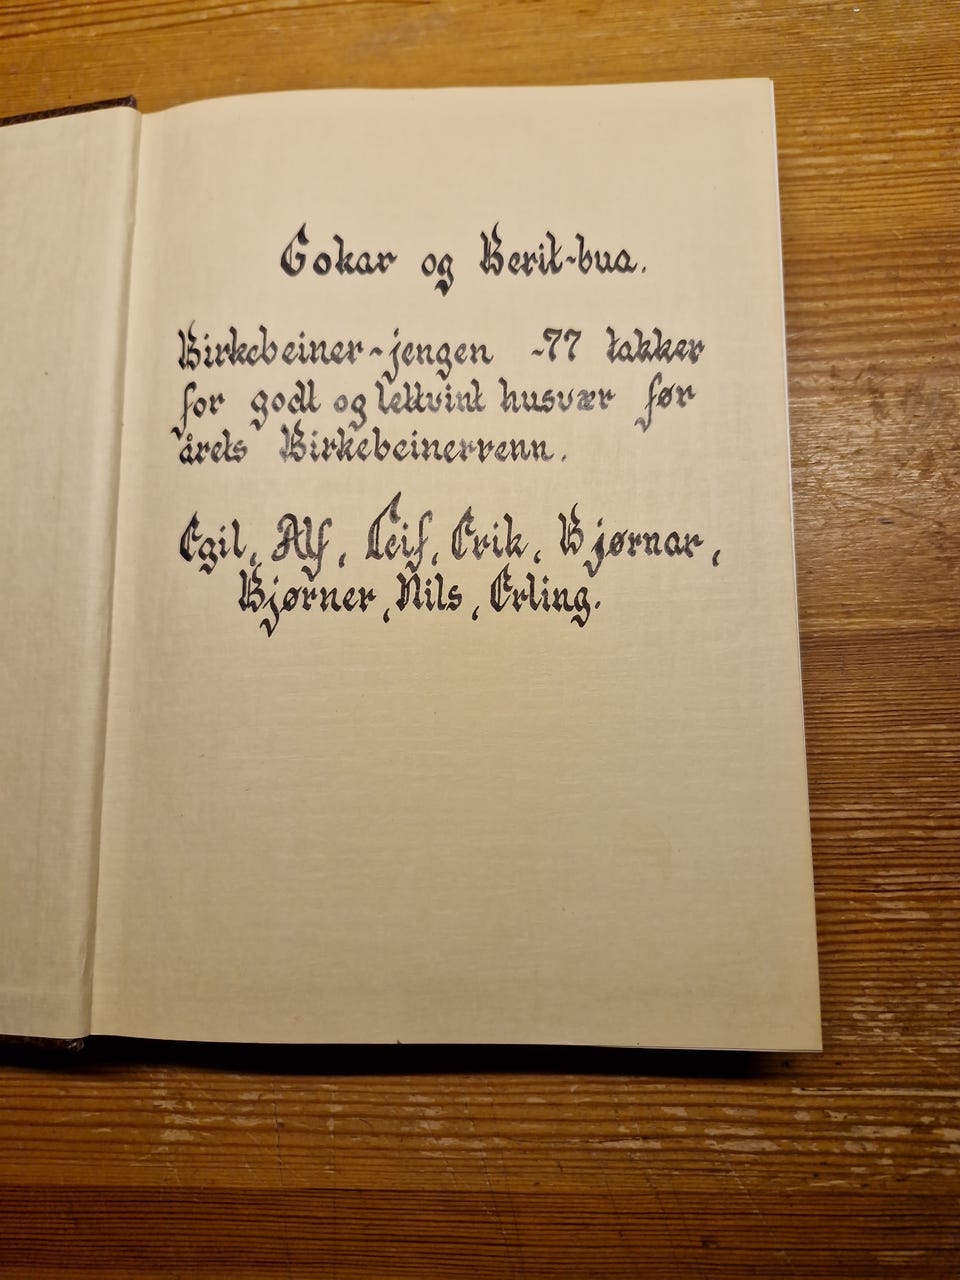 Gokar og Berit-bua.
Birkebeiner-jengen -77 takker
for godt og lettvint husvær før
årets Birkebeinerrenn.
Egil, Alf, Leif, Erik, Bjørnar,
Bjørner, Nils, Erling.